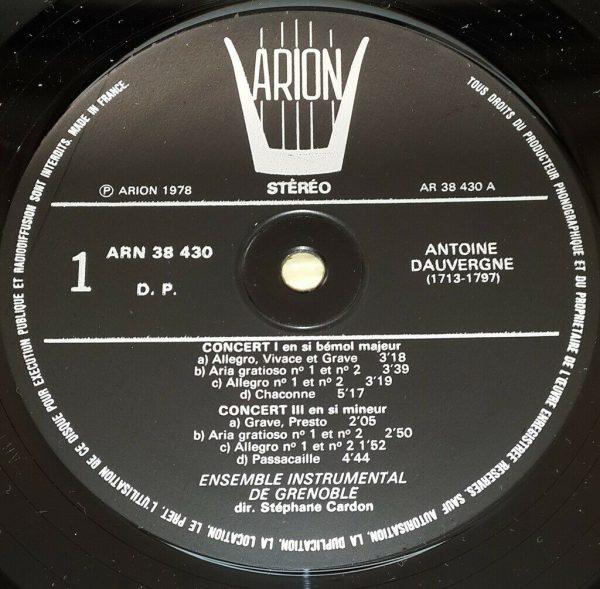 ARION
STÉRÉO
℗ ARION 1978
AR 38 430 A
1
ARN 38 430
D. P.
ANTOINE
DAUVERGNE
(1713-1797)
CONCERT I en si bémol majeur
a) Allegro, Vivace et Grave 3'18
b) Aria gratioso nº 1 et nº 2 3'39
c) Allegro nº 1 et nº 2 3'19
d) Chaconne 5'17
CONCERT III en si mineur
a) Grave, Presto 2'05
b) Aria gratioso nº 1 et nº 2 2'50
c) Allegro nº 1 et nº 2 1'52
d) Passacaille 4'44
ENSEMBLE INSTRUMENTAL
DE GRENOBLE
dir. Stéphane Cardon
TOUS DROITS DU PRODUCTEUR PHONOGRAPHIQUE ET DU PROPRIETAIRE DE L'ŒUVRE ENREGISTREE RESERVES. SAUF AUTORISATION, LA DUPLICATION, LA LOCATION, LE PRET, L'UTILISATION DE CE DISQUE POUR EXECUTION PUBLIQUE ET RADIODIFFUSION SONT INTERDITS. MADE IN FRANCE.